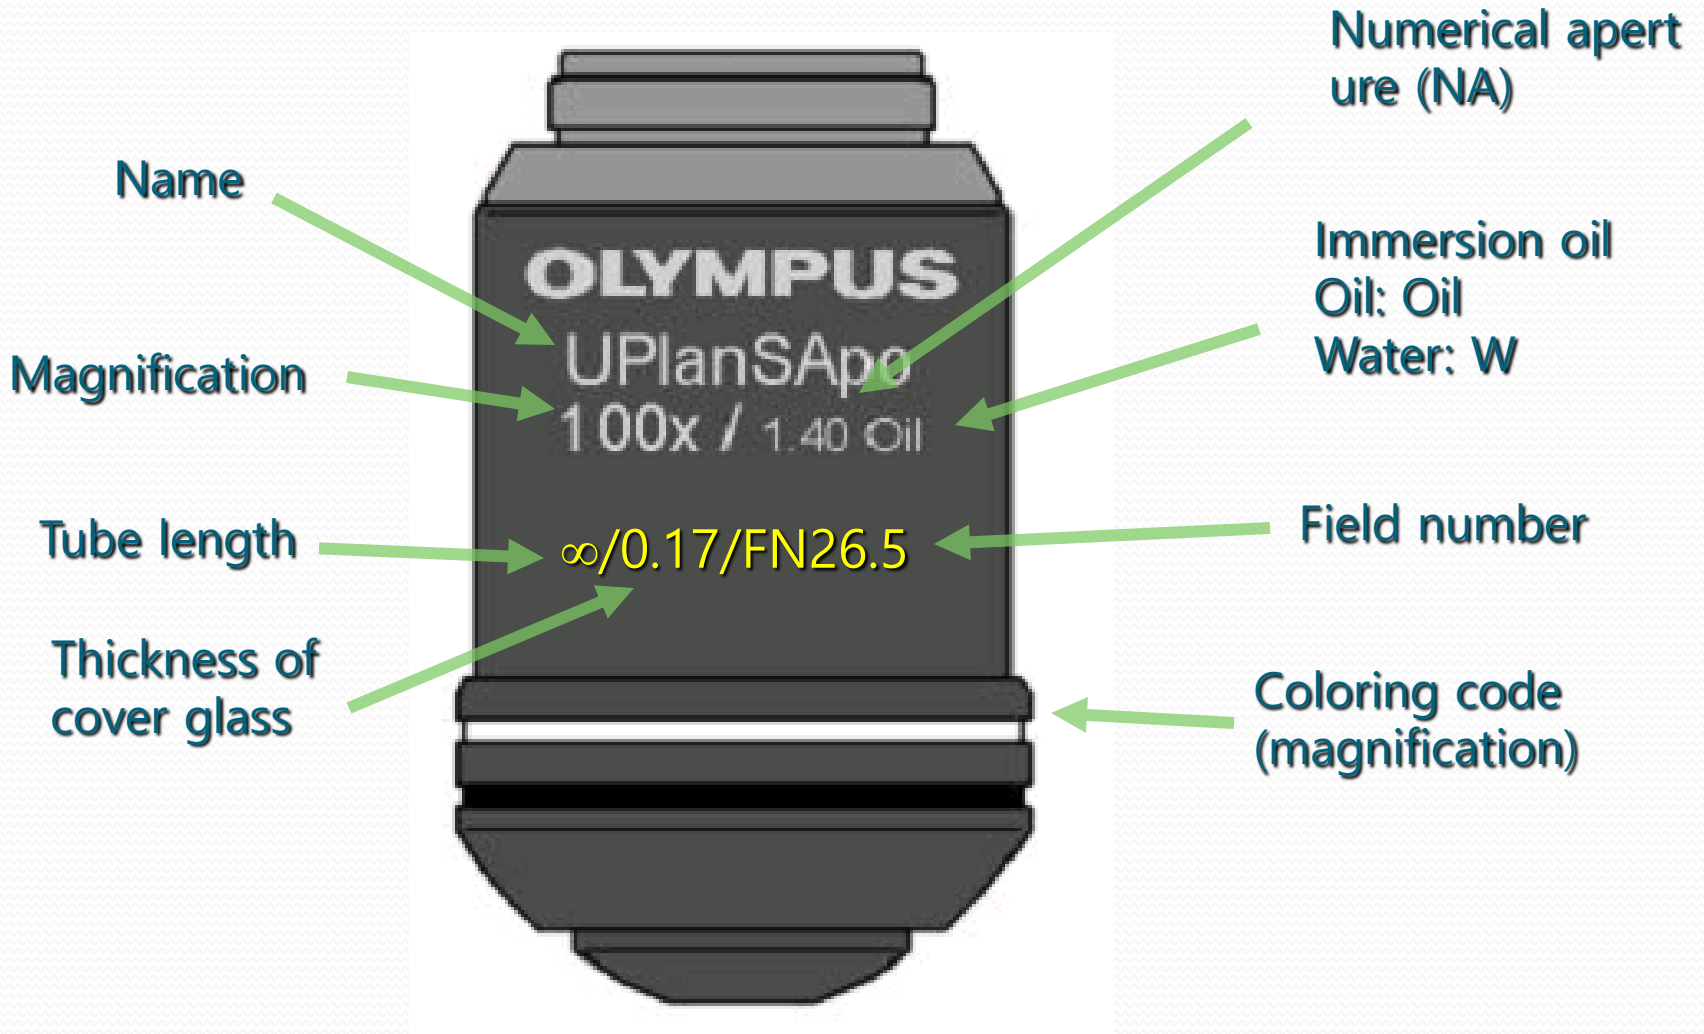 Numerical apert
ure (NA)
Name
Immersion oil
Oil: Oil
Water: W
OLYMPUS
UPlanSApo
Magnification
100x / 1.40 Oil
Tube length
∞/0.17/FN26.5
Field number
Thickness of
cover glass
Coloring code
(magnification)